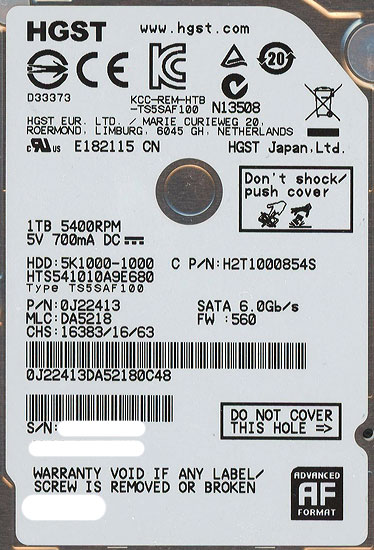 HGST
www.hgst.com
20
D33373
KCC-REM-HTB
-TS5SAF100
N13508
HGST EUR. LTD. / MARIE CURIEWEG 20,
ROERMOND, LIMBURG, 6045 GH, NETHERLANDS
E182115 CN
HGST Japan,Ltd.
Don't shock/
push cover
1TB 5400RPM
5V 700mA DC
HDD:5K1000-1000 C P/N:H2T1000854S
HTS541010A9E680
Type TS5SAF100
P/N:0J22413 SATA 6.0Gb/s
MLC:DA5218 FW :560
CHS:16383/16/63
0J22413DA52180C48
S/N:
DO NOT COVER
THIS HOLE =>
WARRANTY VOID IF ANY LABEL/
SCREW IS REMOVED OR BROKEN
ADVANCED
AF
FORMAT